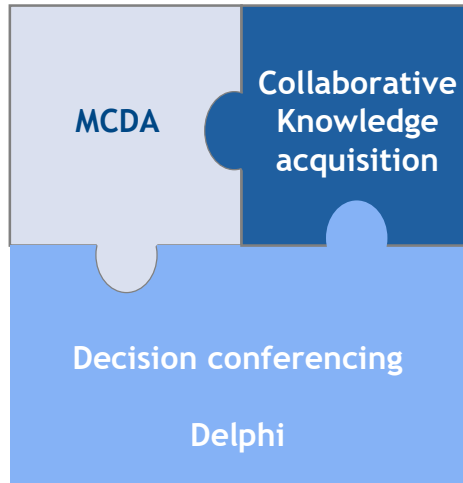 MCDA
Collaborative
Knowledge
acquisition
Decision conferencing
Delphi